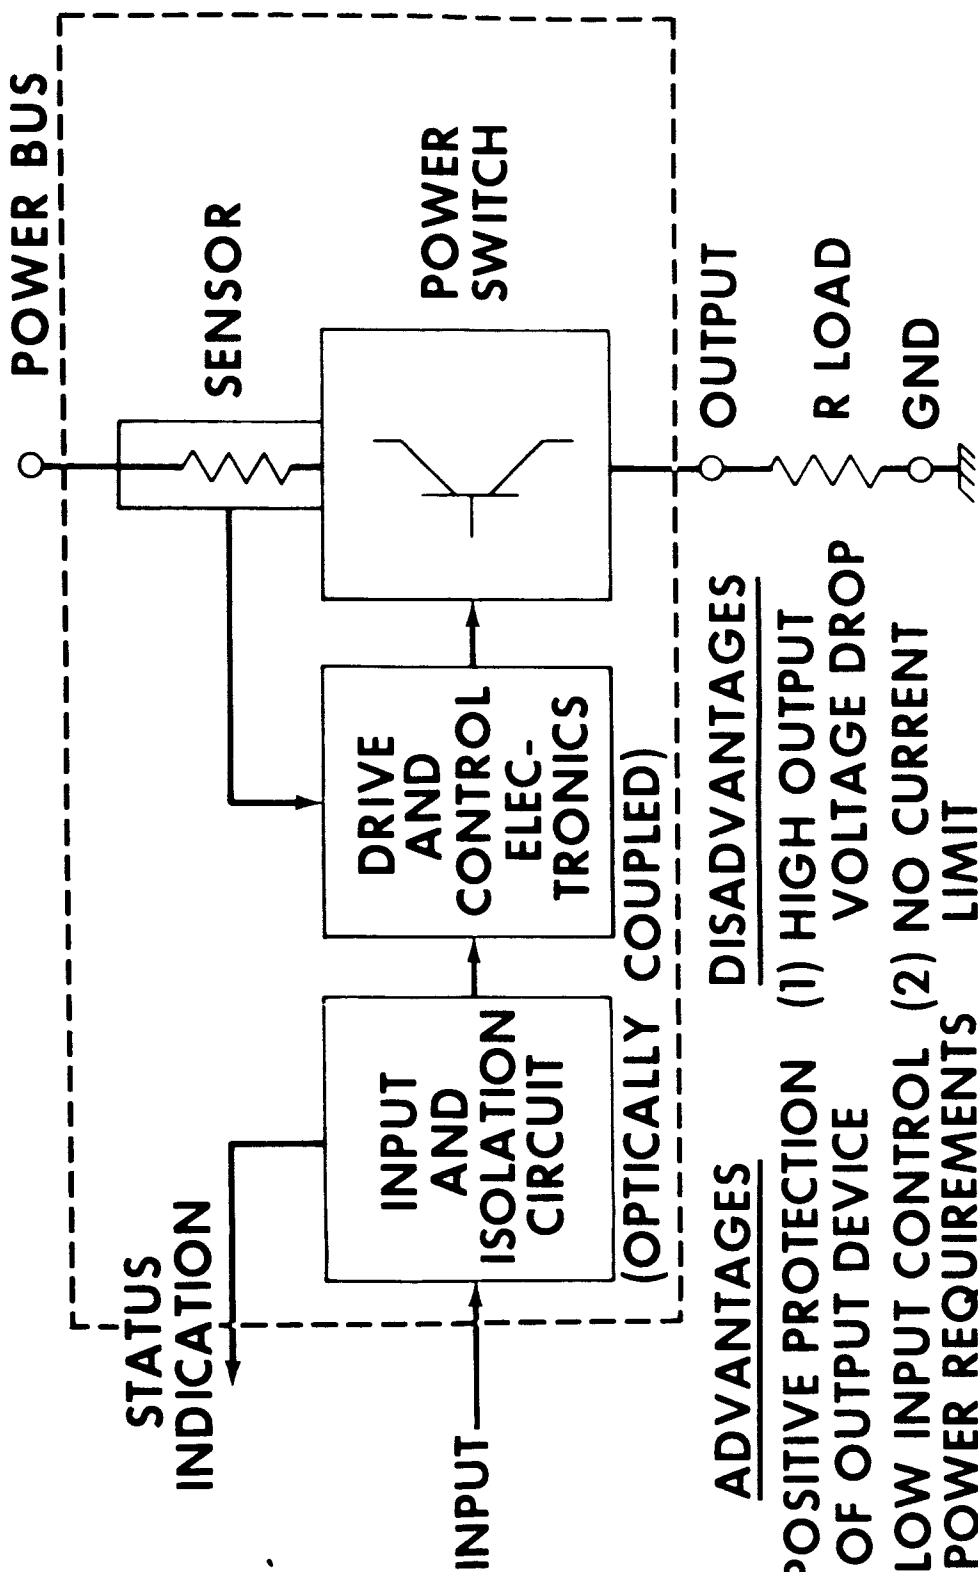 POWER BUS
STATUS
INDICATION
SENSOR
INPUT
INPUT
AND
ISOLATION
CIRCUIT
DRIVE
AND
CONTROL
ELEC-
TRONICS
POWER
SWITCH
(OPTICALLY COUPLED)
OUTPUT
R LOAD
GND
ADVANTAGES
POSITIVE PROTECTION
OF OUTPUT DEVICE
LOW INPUT CONTROL
POWER REQUIREMENTS
DISADVANTAGES
(1) HIGH OUTPUT
VOLTAGE DROP
(2) NO CURRENT
LIMIT